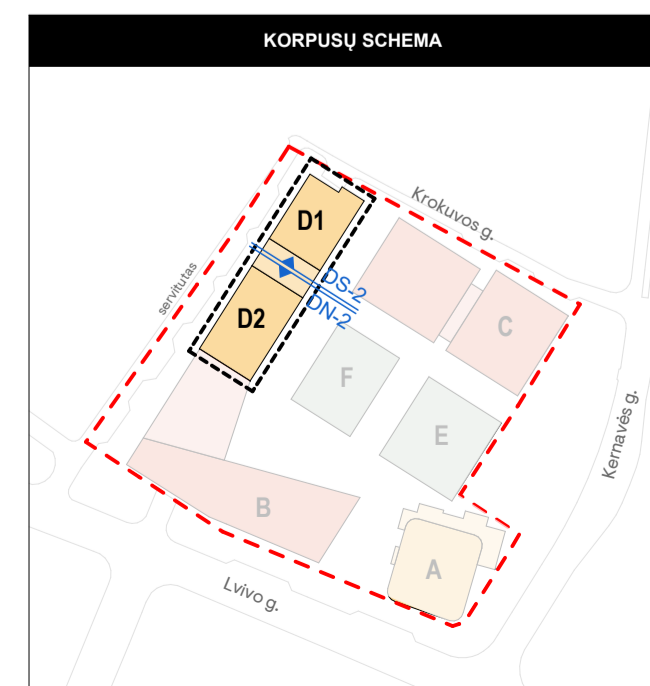 KORPUSŲ SCHEMA
Krokuvos g.
D1
servitutas
DS-2
DN-2
D2
C
F
E
Kernavės g.
B
A
Lvivo g.